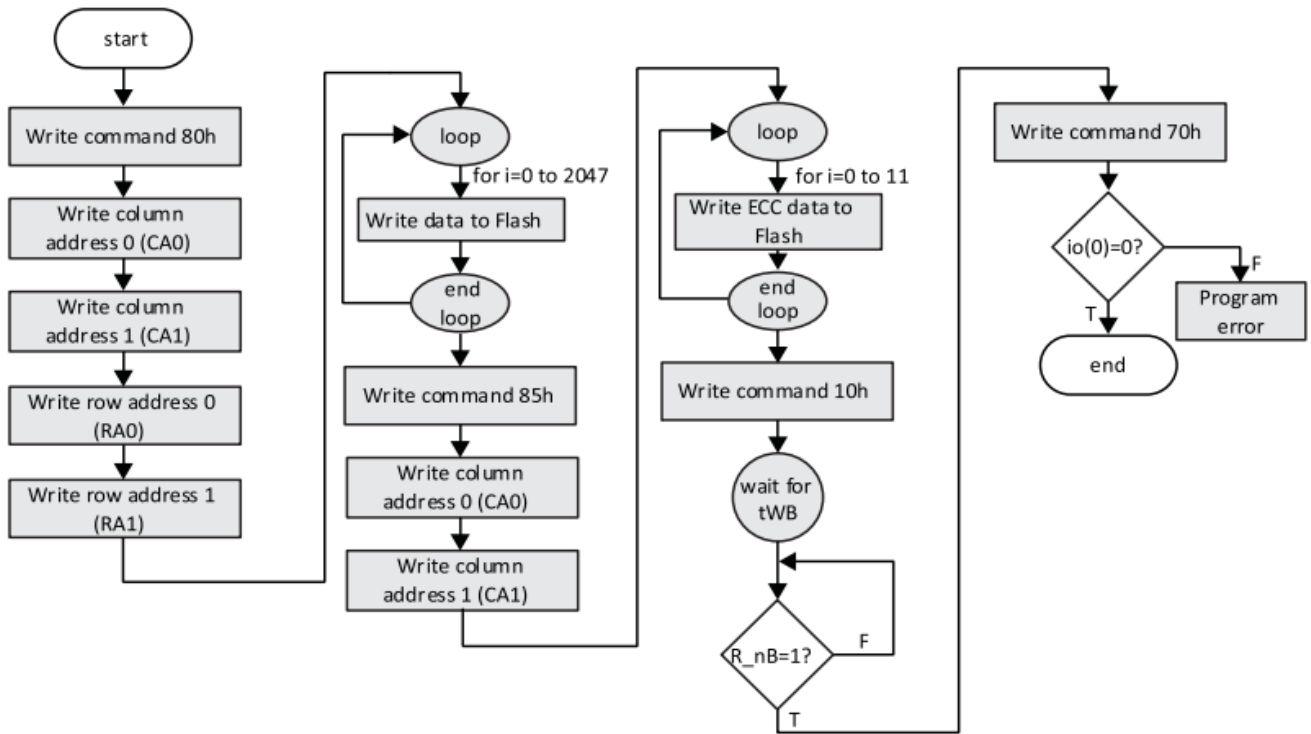 start
Write command 80h
Write column
address 0 (CA0)
Write column
address 1 (CA1)
Write row address 0
(RA0)
Write row address 1
(RA1)
loop
for i=0 to 2047
Write data to Flash
end
loop
Write command 85h
Write column
address 0 (CA0)
Write column
address 1 (CA1)
loop
for i=0 to 11
Write ECC data to
Flash
end
loop
Write command 10h
wait for
tWB
R_nB=1?
F
T
Write command 70h
io(0)=0?
F
Program
error
T
end